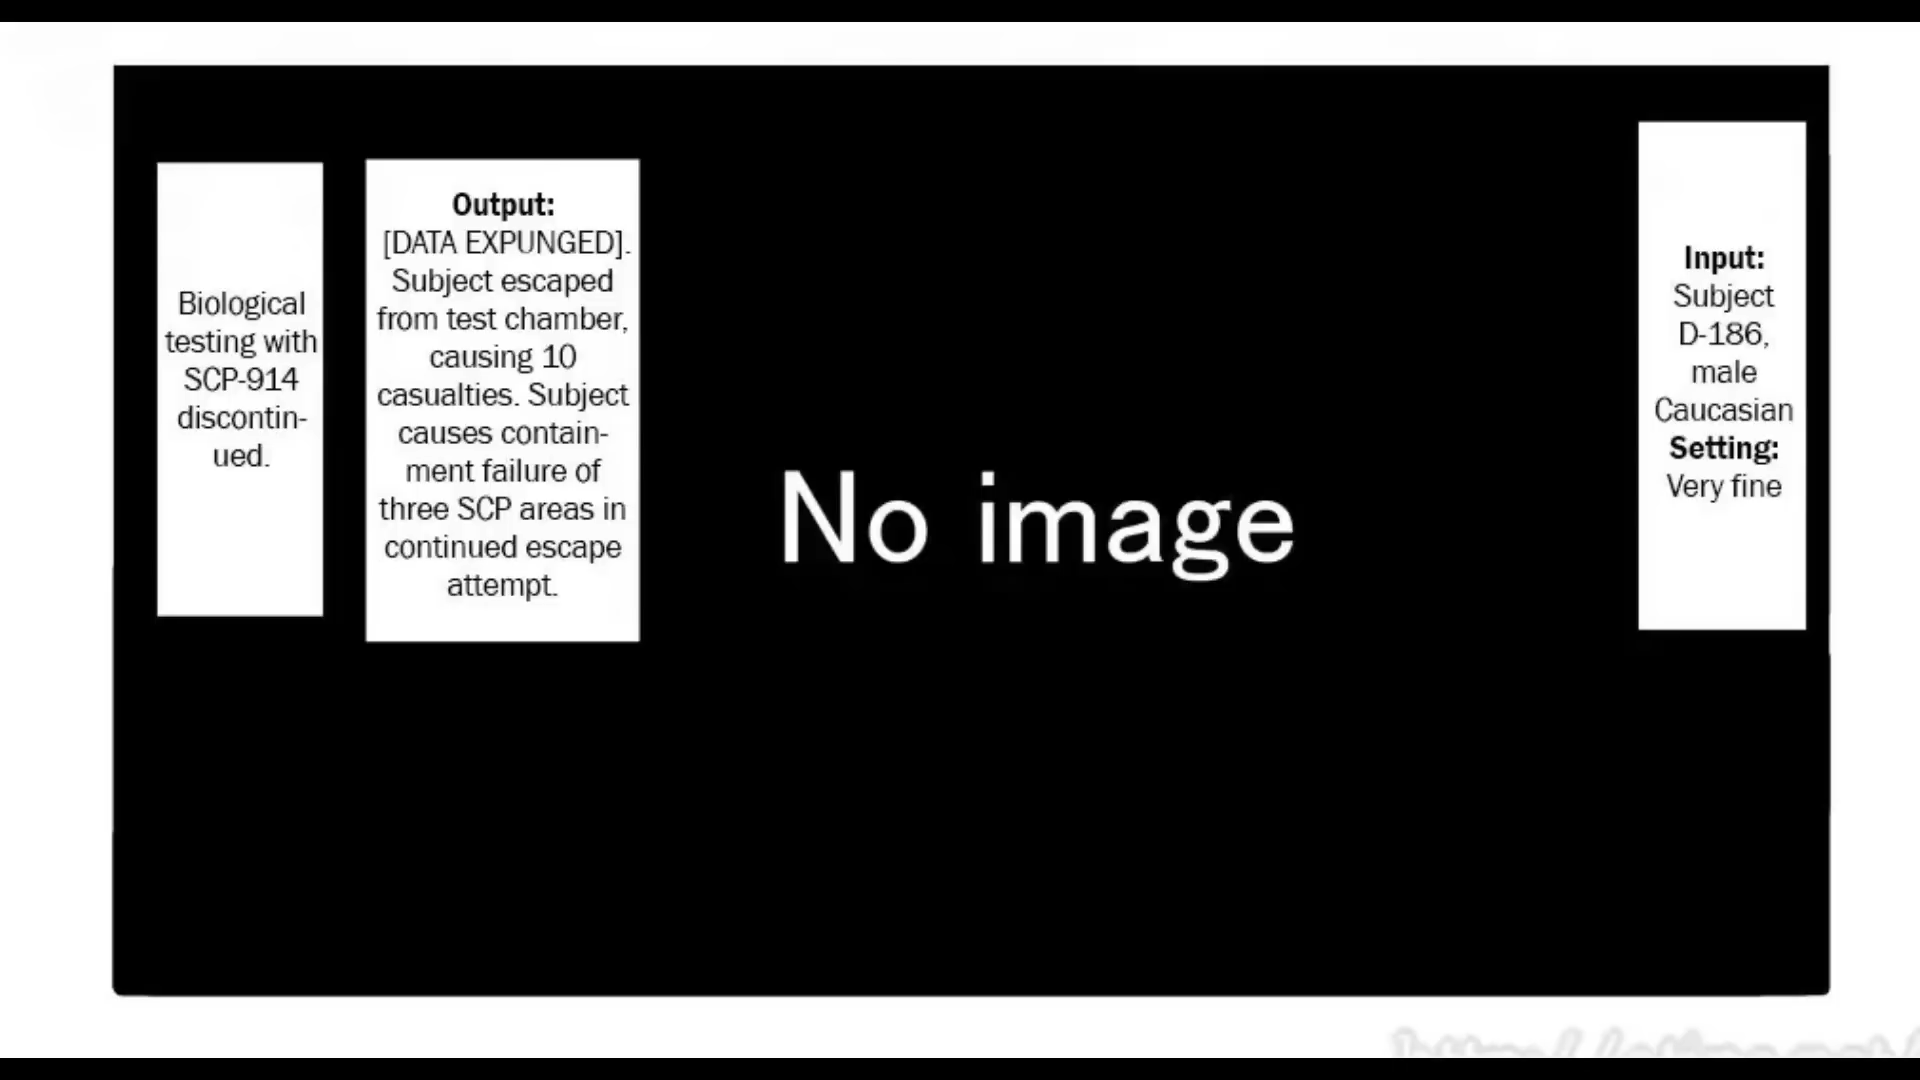 Input:
Subject
D-186,
male
Caucasian
Setting:
Very fine
No image
Output:
[DATA EXPUNGED].
Subject escaped
from test chamber,
causing 10
casualties. Subject
causes contain-
ment failure of
three SCP areas in
continued escape
attempt.
Biological
testing with
SCP-914
discontin-
ued.